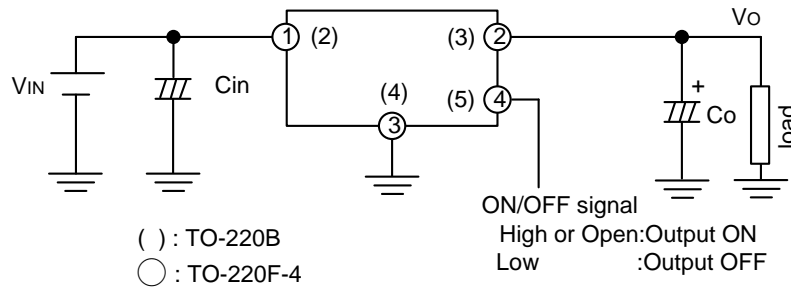 VO
1 (2) (3) 2
VIN Cin (4) (5) 4 + Co load
3
ON/OFF signal
High or Open:Output ON
Low :Output OFF
( ) : TO-220B
◯ : TO-220F-4